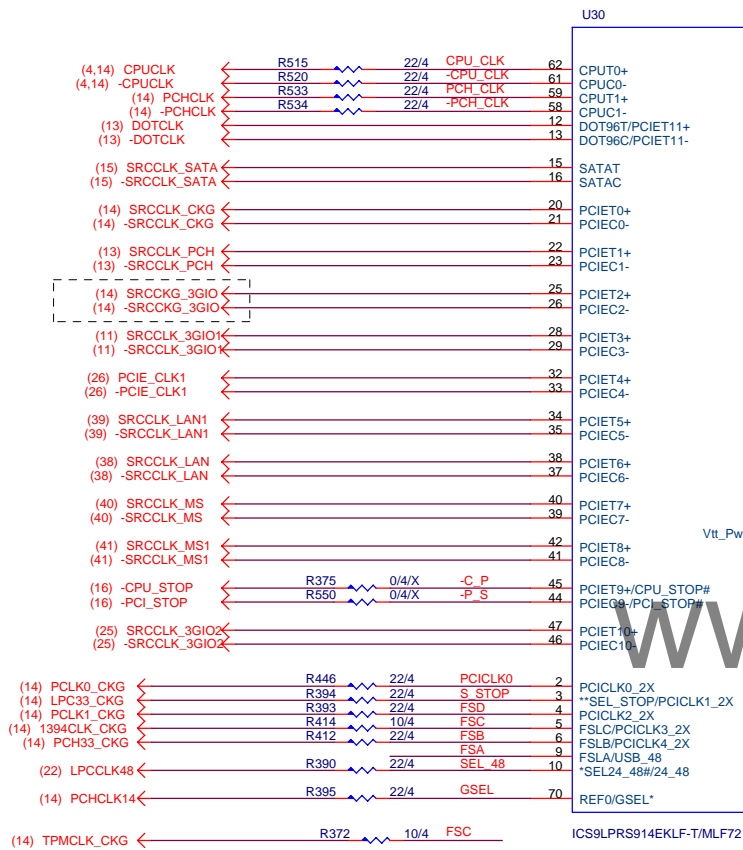 U30
(4,14) CPUCLK R515 22/4 CPU_CLK 62 CPUT0+
(4,14) -CPUCLK R520 22/4 -CPU_CLK 61 CPUC0-
(14) PCHCLK R533 22/4 PCH_CLK 59 CPUT1+
(14) -PCHCLK R534 22/4 -PCH_CLK 58 CPUC1-
(13) DOTCLK 12 DOT96T/PCIET11+
(13) -DOTCLK 13 DOT96C/PCIET11-
(15) SRCCLK_SATA 15 SATAT
(15) -SRCCLK_SATA 16 SATAC
(14) SRCCLK_CKG 20 PCIET0+
(14) -SRCCLK_CKG 21 PCIEC0-
(13) SRCCLK_PCH 22 PCIET1+
(13) -SRCCLK_PCH 23 PCIEC1-
(14) SRCCKG_3GIO 25 PCIET2+
(14) -SRCCKG_3GIO 26 PCIEC2-
(11) SRCCLK_3GIO1 28 PCIET3+
(11) -SRCCLK_3GIO1 29 PCIEC3-
(26) PCIE_CLK1 32 PCIET4+
(26) -PCIE_CLK1 33 PCIEC4-
(39) SRCCLK_LAN1 34 PCIET5+
(39) -SRCCLK_LAN1 35 PCIEC5-
(38) SRCCLK_LAN 38 PCIET6+
(38) -SRCCLK_LAN 37 PCIEC6-
(40) SRCCLK_MS 40 PCIET7+
(40) -SRCCLK_MS 39 PCIEC7-
Vtt_Pw
(41) SRCCLK_MS1 42 PCIET8+
(41) -SRCCLK_MS1 41 PCIEC8-
(16) -CPU_STOP R375 0/4/X -C_P 45 PCIET9+/CPU_STOP#
(16) -PCI_STOP R550 0/4/X -P_S 44 PCIEC9-/PCI_STOP#
(25) SRCCLK_3GIO2 47 PCIET10+
(25) -SRCCLK_3GIO2 46 PCIEC10-
(14) PCLK0_CKG R446 22/4 PCICLK0 2 PCICLK0_2X
(14) LPC33_CKG R394 22/4 S_STOP 3 **SEL_STOP/PCICLK1_2X
(14) PCLK1_CKG R393 22/4 FSD 4 PCICLK2_2X
(14) 1394CLK_CKG R414 10/4 FSC 5 FSLC/PCICLK3_2X
(14) PCH33_CKG R412 22/4 FSB 6 FSLB/PCICLK4_2X
FSA 9 FSLA/USB_48
(22) LPCCLK48 R390 22/4 SEL_48 10 *SEL24_48#/24_48
(14) PCHCLK14 R395 22/4 GSEL 70 REF0/GSEL*
(14) TPMCLK_CKG R372 10/4 FSC
ICS9LPRS914EKLF-T/MLF72